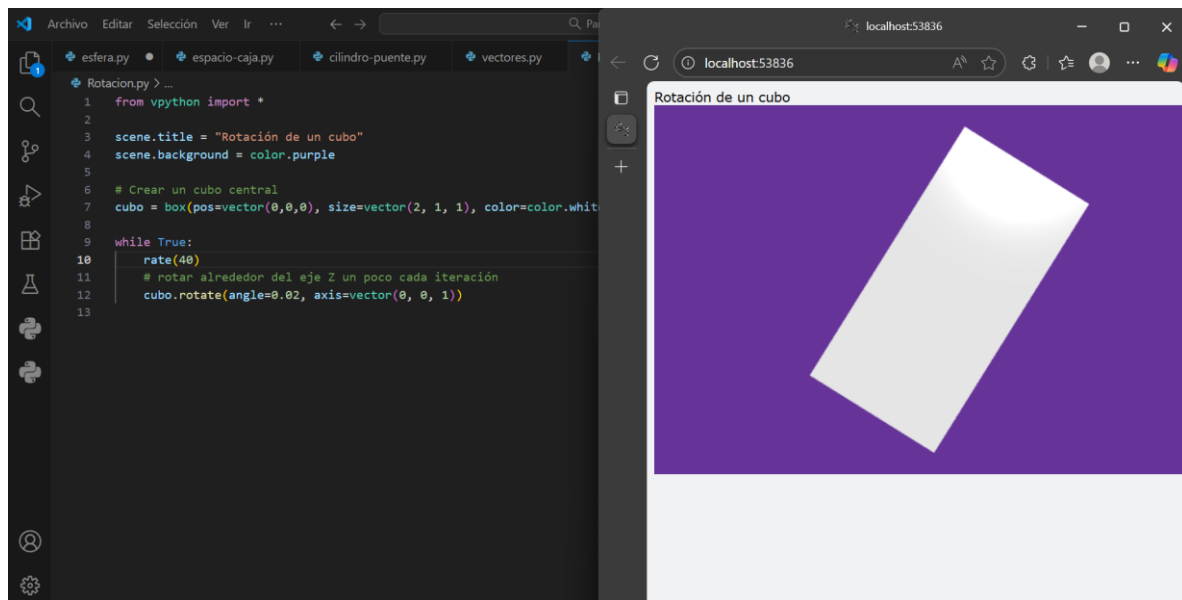 Archivo Editar Selección Ver Ir ···
localhost:53836
esfera.py espacio-caja.py cilindro-puente.py vectores.py
localhost:53836
Rotacion.py > ...
Rotación de un cubo
1 from vpython import *
2
3 scene.title = "Rotación de un cubo"
4 scene.background = color.purple
5
6 # Crear un cubo central
7 cubo = box(pos=vector(0,0,0), size=vector(2, 1, 1), color=color.whit
8
9 while True:
10 rate(40)
11 # rotar alrededor del eje Z un poco cada iteración
12 cubo.rotate(angle=0.02, axis=vector(0, 0, 1))
13
1